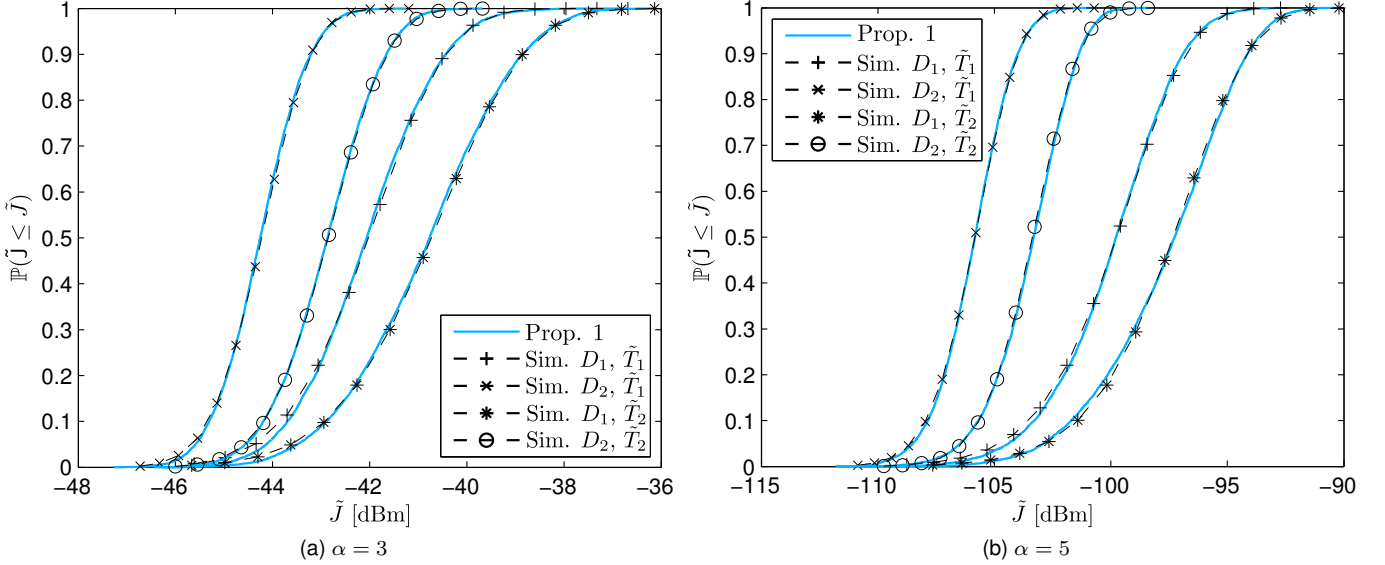 1
0.9
0.8
0.7
0.6
0.5
0.4
0.3
0.2
0.1
0
ℙ(J̃ ≤ J̃)
−48 −46 −44 −42 −40 −38 −36
J̃ [dBm]
Prop. 1
Sim. D₁, T̃₁
Sim. D₂, T̃₁
Sim. D₁, T̃₂
Sim. D₂, T̃₂
(a) α = 3
1
0.9
0.8
0.7
0.6
0.5
0.4
0.3
0.2
0.1
0
ℙ(J̃ ≤ J̃)
−115 −110 −105 −100 −95 −90
J̃ [dBm]
Prop. 1
Sim. D₁, T̃₁
Sim. D₂, T̃₁
Sim. D₁, T̃₂
Sim. D₂, T̃₂
(b) α = 5